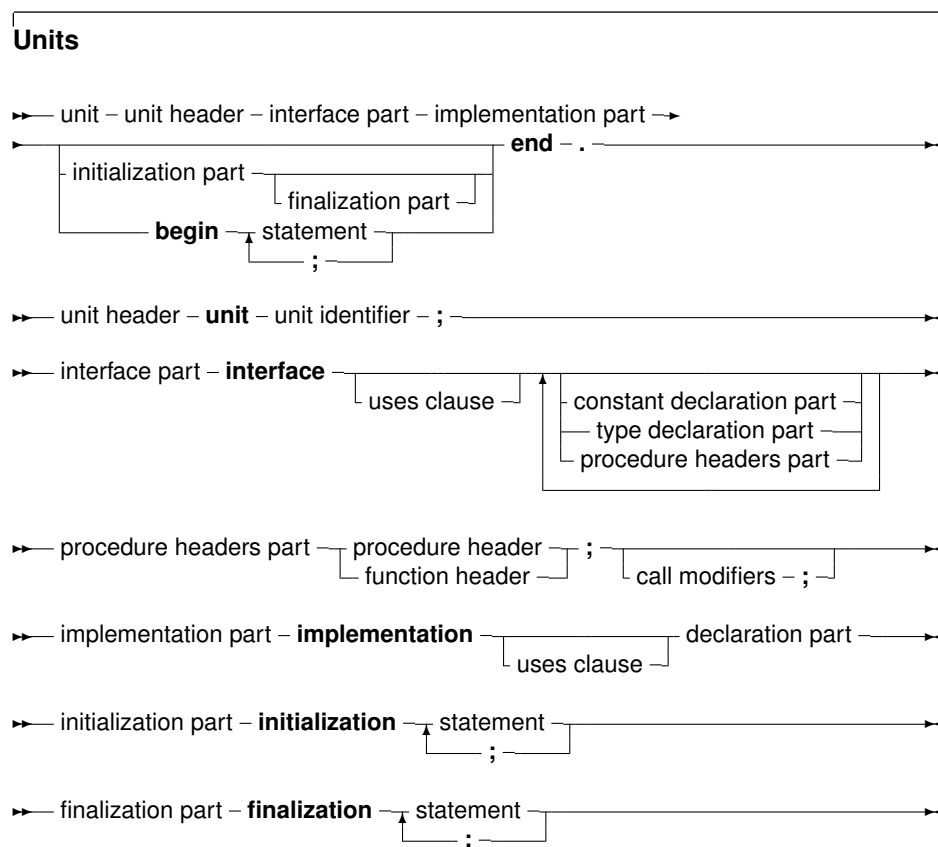 Units
unit – unit header – interface part – implementation part
end – .
initialization part
finalization part
begin – statement
;
unit header – unit – unit identifier – ;
interface part – interface
uses clause – constant declaration part
type declaration part
procedure headers part
procedure headers part – procedure header – ;
function header – call modifiers – ;
implementation part – implementation – declaration part
uses clause
initialization part – initialization – statement
;
finalization part – finalization – statement
;